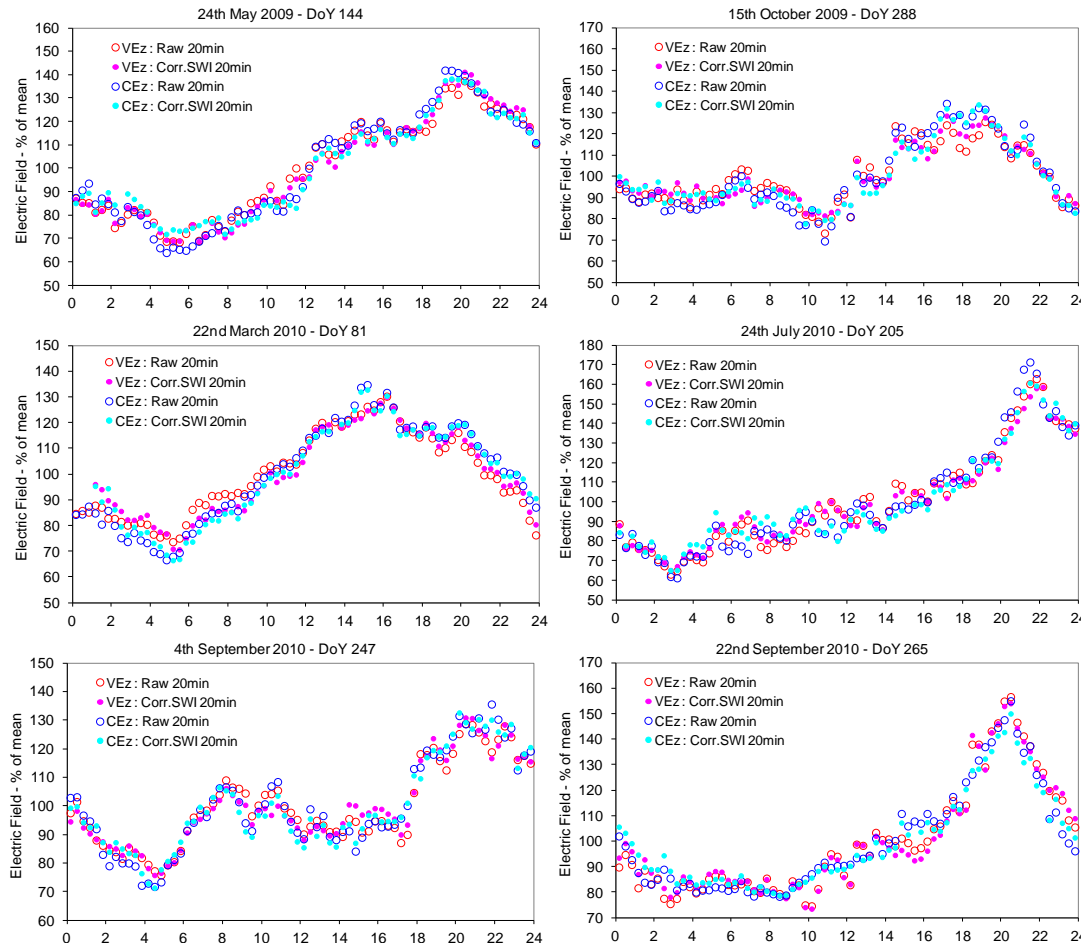 24th May 2009 - DoY 144
Electric Field - % of mean
160
150
140
130
120
110
100
90
80
70
60
50
VEz : Raw 20min
VEz : Corr.SWI 20min
CEz : Raw 20min
CEz : Corr.SWI 20min
0 2 4 6 8 10 12 14 16 18 20 22 24
15th October 2009 - DoY 288
Electric Field - % of mean
170
160
150
140
130
120
110
100
90
80
70
60
50
VEz : Raw 20min
VEz : Corr.SWI 20min
CEz : Raw 20min
CEz : Corr.SWI 20min
0 2 4 6 8 10 12 14 16 18 20 22 24
22nd March 2010 - DoY 81
Electric Field - % of mean
150
140
130
120
110
100
90
80
70
60
50
VEz : Raw 20min
VEz : Corr.SWI 20min
CEz : Raw 20min
CEz : Corr.SWI 20min
0 2 4 6 8 10 12 14 16 18 20 22 24
24th July 2010 - DoY 205
Electric Field - % of mean
180
170
160
150
140
130
120
110
100
90
80
70
60
50
VEz : Raw 20min
VEz : Corr.SWI 20min
CEz : Raw 20min
CEz : Corr.SWI 20min
0 2 4 6 8 10 12 14 16 18 20 22 24
4th September 2010 - DoY 247
Electric Field - % of mean
150
140
130
120
110
100
90
80
70
60
VEz : Raw 20min
VEz : Corr.SWI 20min
CEz : Raw 20min
CEz : Corr.SWI 20min
0 2 4 6 8 10 12 14 16 18 20 22 24
22nd September 2010 - DoY 265
Electric Field - % of mean
170
160
150
140
130
120
110
100
90
80
70
VEz : Raw 20min
VEz : Corr.SWI 20min
CEz : Raw 20min
CEz : Corr.SWI 20min
0 2 4 6 8 10 12 14 16 18 20 22 24